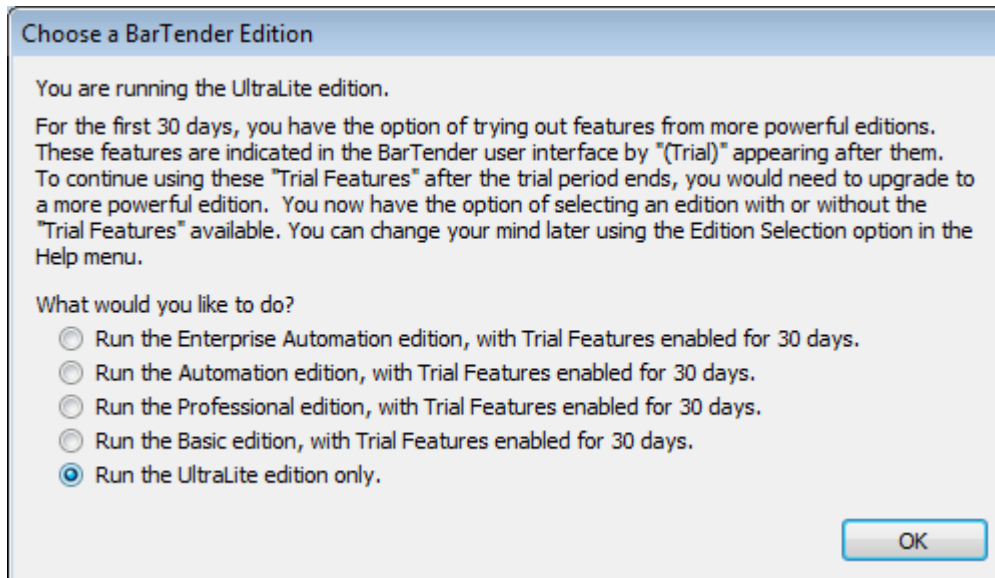 Choose a BarTender Edition
You are running the UltraLite edition.
For the first 30 days, you have the option of trying out features from more powerful editions.
These features are indicated in the BarTender user interface by "(Trial)" appearing after them.
To continue using these "Trial Features" after the trial period ends, you would need to upgrade to
a more powerful edition.  You now have the option of selecting an edition with or without the
"Trial Features" available. You can change your mind later using the Edition Selection option in the
Help menu.
What would you like to do?
Run the Enterprise Automation edition, with Trial Features enabled for 30 days.
Run the Automation edition, with Trial Features enabled for 30 days.
Run the Professional edition, with Trial Features enabled for 30 days.
Run the Basic edition, with Trial Features enabled for 30 days.
Run the UltraLite edition only.
OK